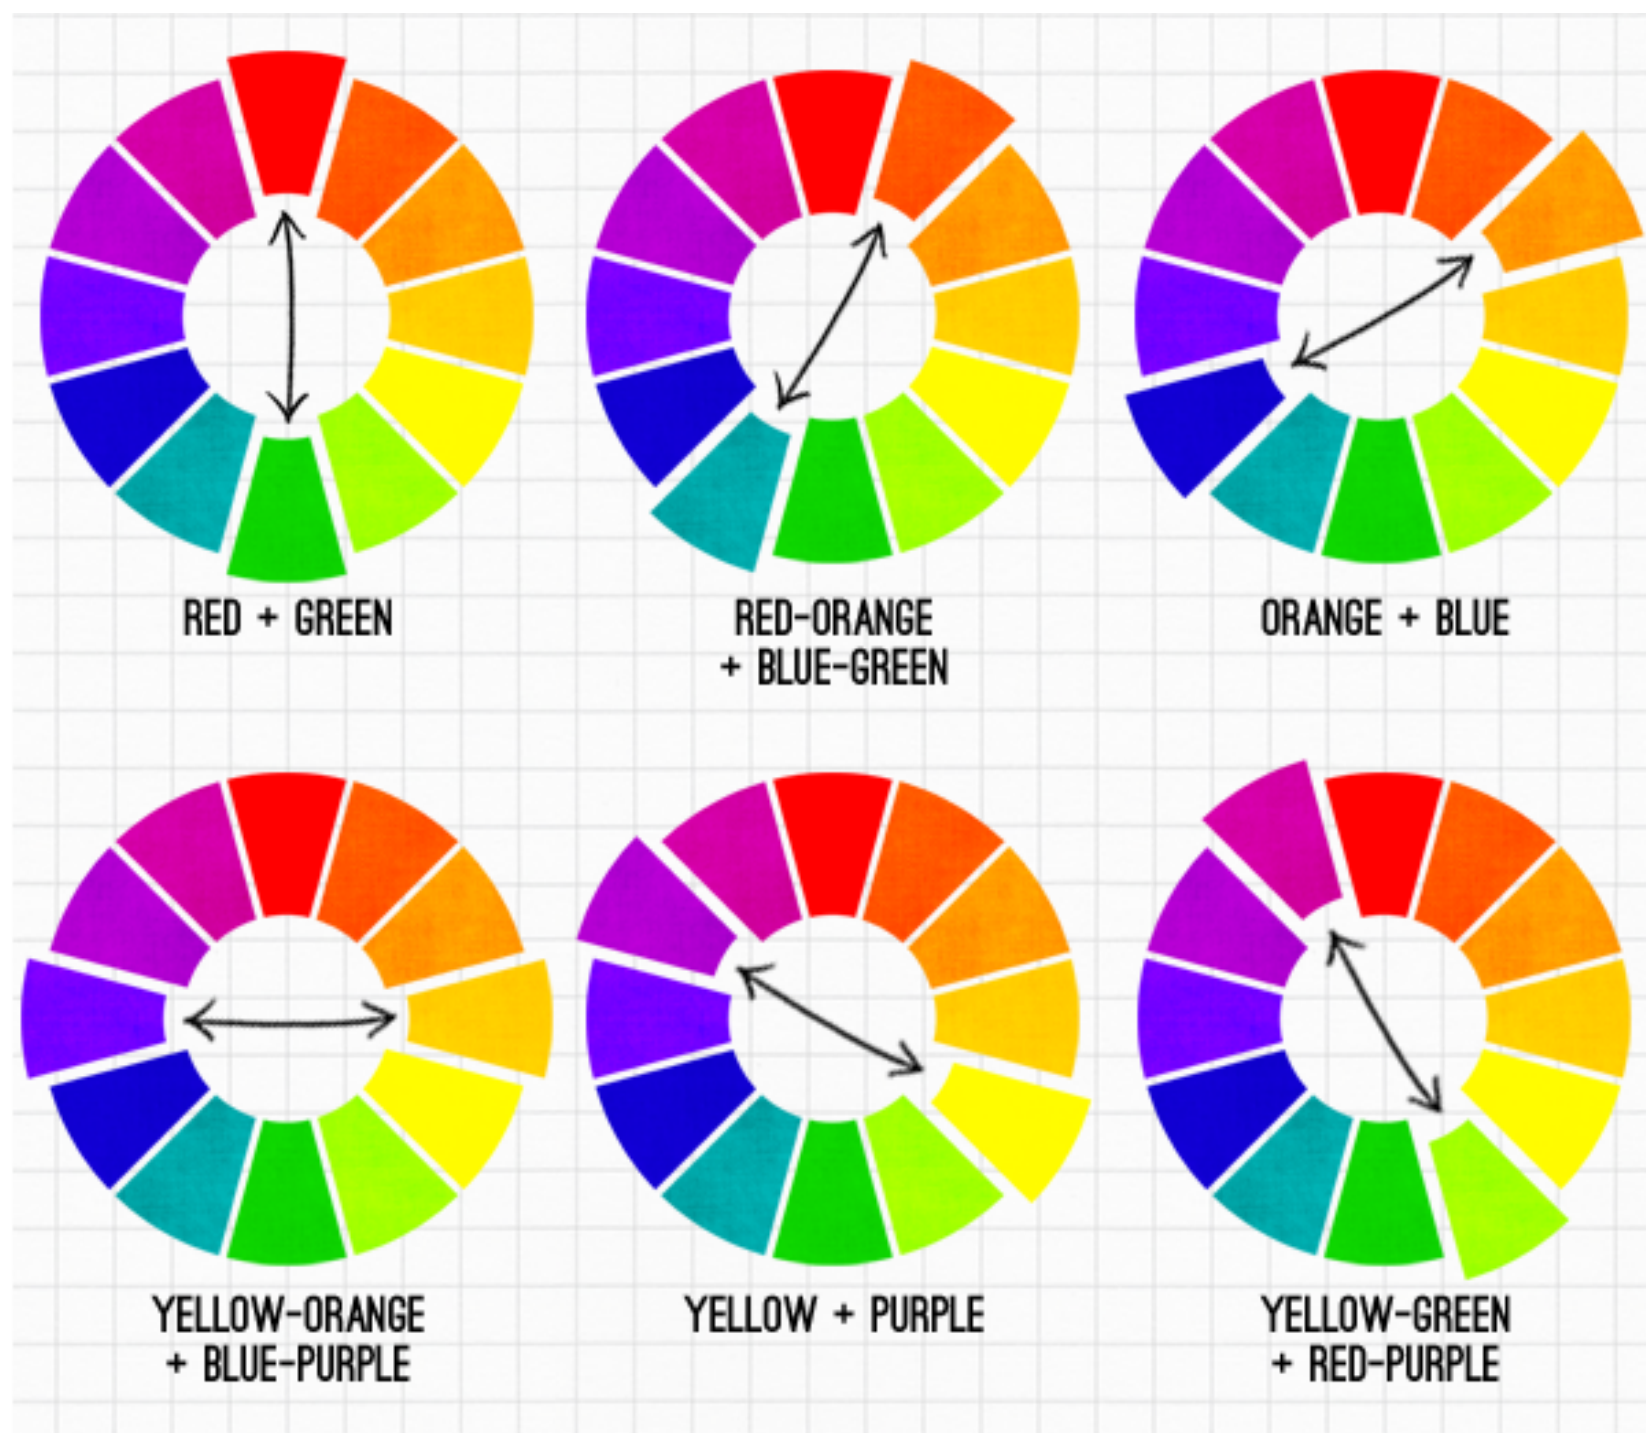 RED + GREEN
RED-ORANGE
+ BLUE-GREEN
ORANGE + BLUE
YELLOW-ORANGE
+ BLUE-PURPLE
YELLOW + PURPLE
YELLOW-GREEN
+ RED-PURPLE